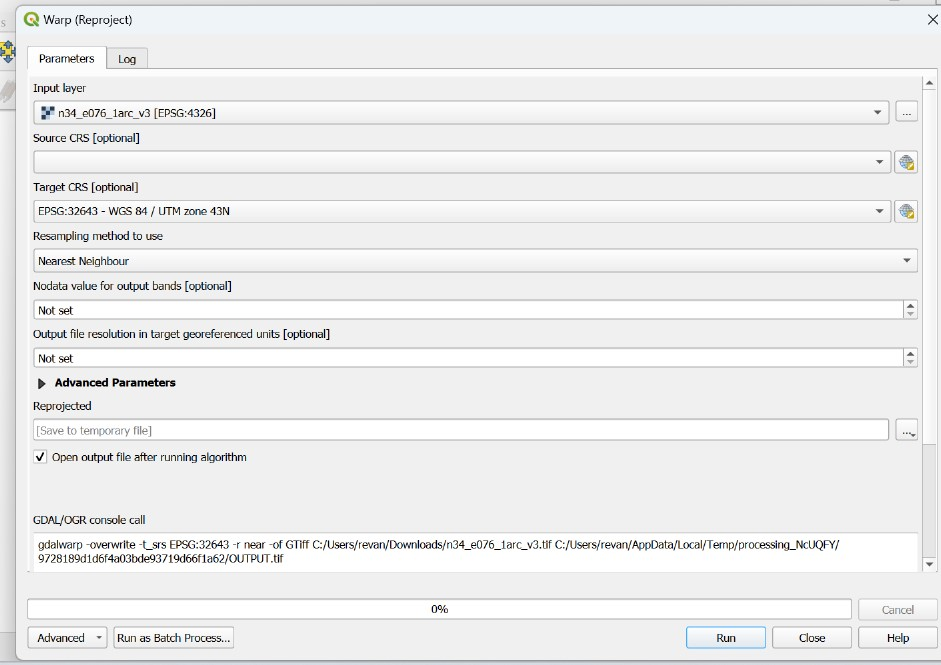 Warp (Reproject)
Parameters
Log
Input layer
n34_e076_1arc_v3 [EPSG:4326]
...
Source CRS [optional]
Target CRS [optional]
EPSG:32643 - WGS 84 / UTM zone 43N
Resampling method to use
Nearest Neighbour
Nodata value for output bands [optional]
Not set
Output file resolution in target georeferenced units [optional]
Not set
Advanced Parameters
Reprojected
[Save to temporary file]
...
Open output file after running algorithm
GDAL/OGR console call
gdalwarp -overwrite -t_srs EPSG:32643 -r near -of GTiff C:/Users/revan/Downloads/n34_e076_1arc_v3.tif C:/Users/revan/AppData/Local/Temp/processing_NcUQFY/
9728189d1d6f4a03bde93719d66f1a62/OUTPUT.tif
0%
Cancel
Advanced
Run as Batch Process...
Run
Close
Help